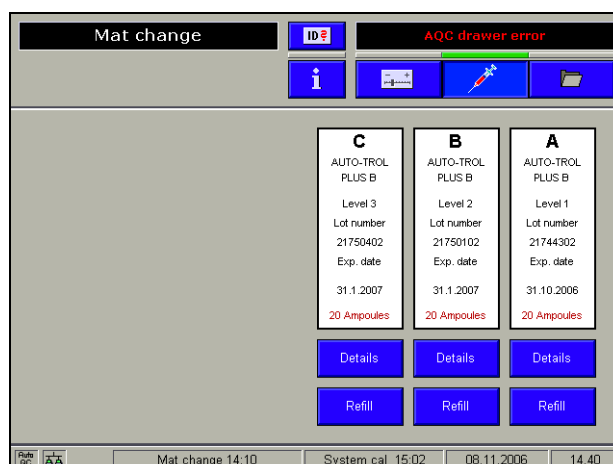 Mat change
ID?
AQC drawer error
i
C
AUTO-TROL
PLUS B
Level 3
Lot number
21750402
Exp. date
31.1.2007
20 Ampoules
Details
Refill
B
AUTO-TROL
PLUS B
Level 2
Lot number
21750102
Exp. date
31.1.2007
20 Ampoules
Details
Refill
A
AUTO-TROL
PLUS B
Level 1
Lot number
21744302
Exp. date
31.10.2006
20 Ampoules
Details
Refill
Auto
QC
Mat change 14:10
System cal. 15:02
08.11.2006
14.40